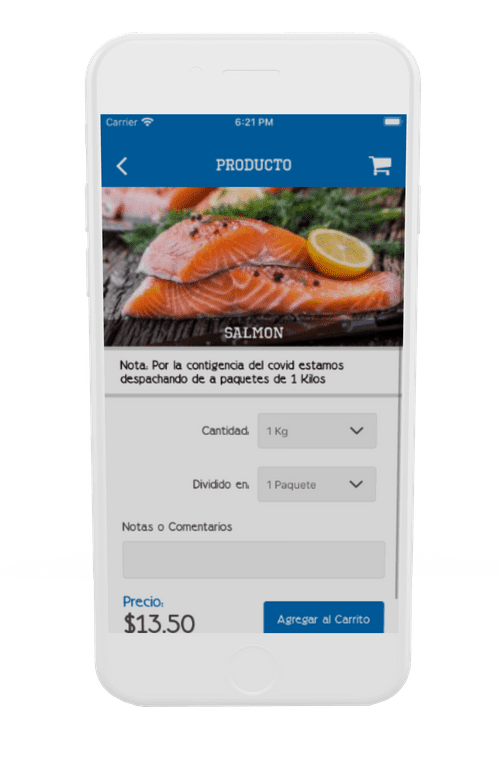 Carrier 6:21 PM
PRODUCTO
SALMON
Nota: Por la contigencia del covid estamos
despachando de a paquetes de 1 Kilos
Cantidad: 1 Kg
Dividido en: 1 Paquete
Notas o Comentarios
Precio:
$13.50 Agregar al Carrito